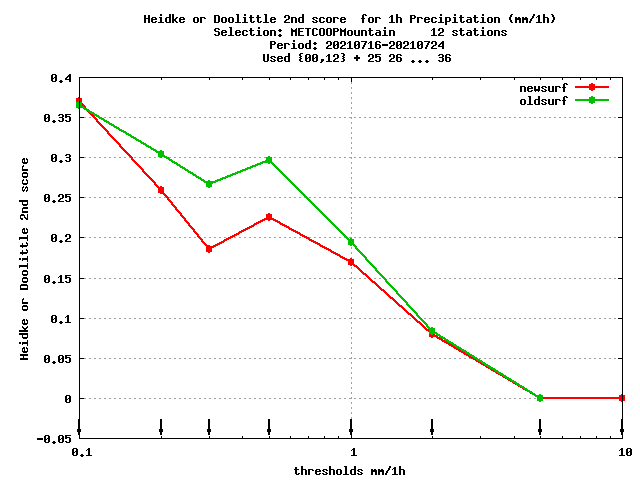 Heidke or Doolittle 2nd score  for 1h Precipitation (mm/1h)
Selection: METCOOPMountain     12 stations
Period: 20210716-20210724
Used {00,12} + 25 26 ... 36
newsurf
oldsurf
0.4
0.35
0.3
0.25
0.2
0.15
0.1
0.05
0
-0.05
Heidke or Doolittle 2nd score
0.1 1 10
thresholds mm/1h